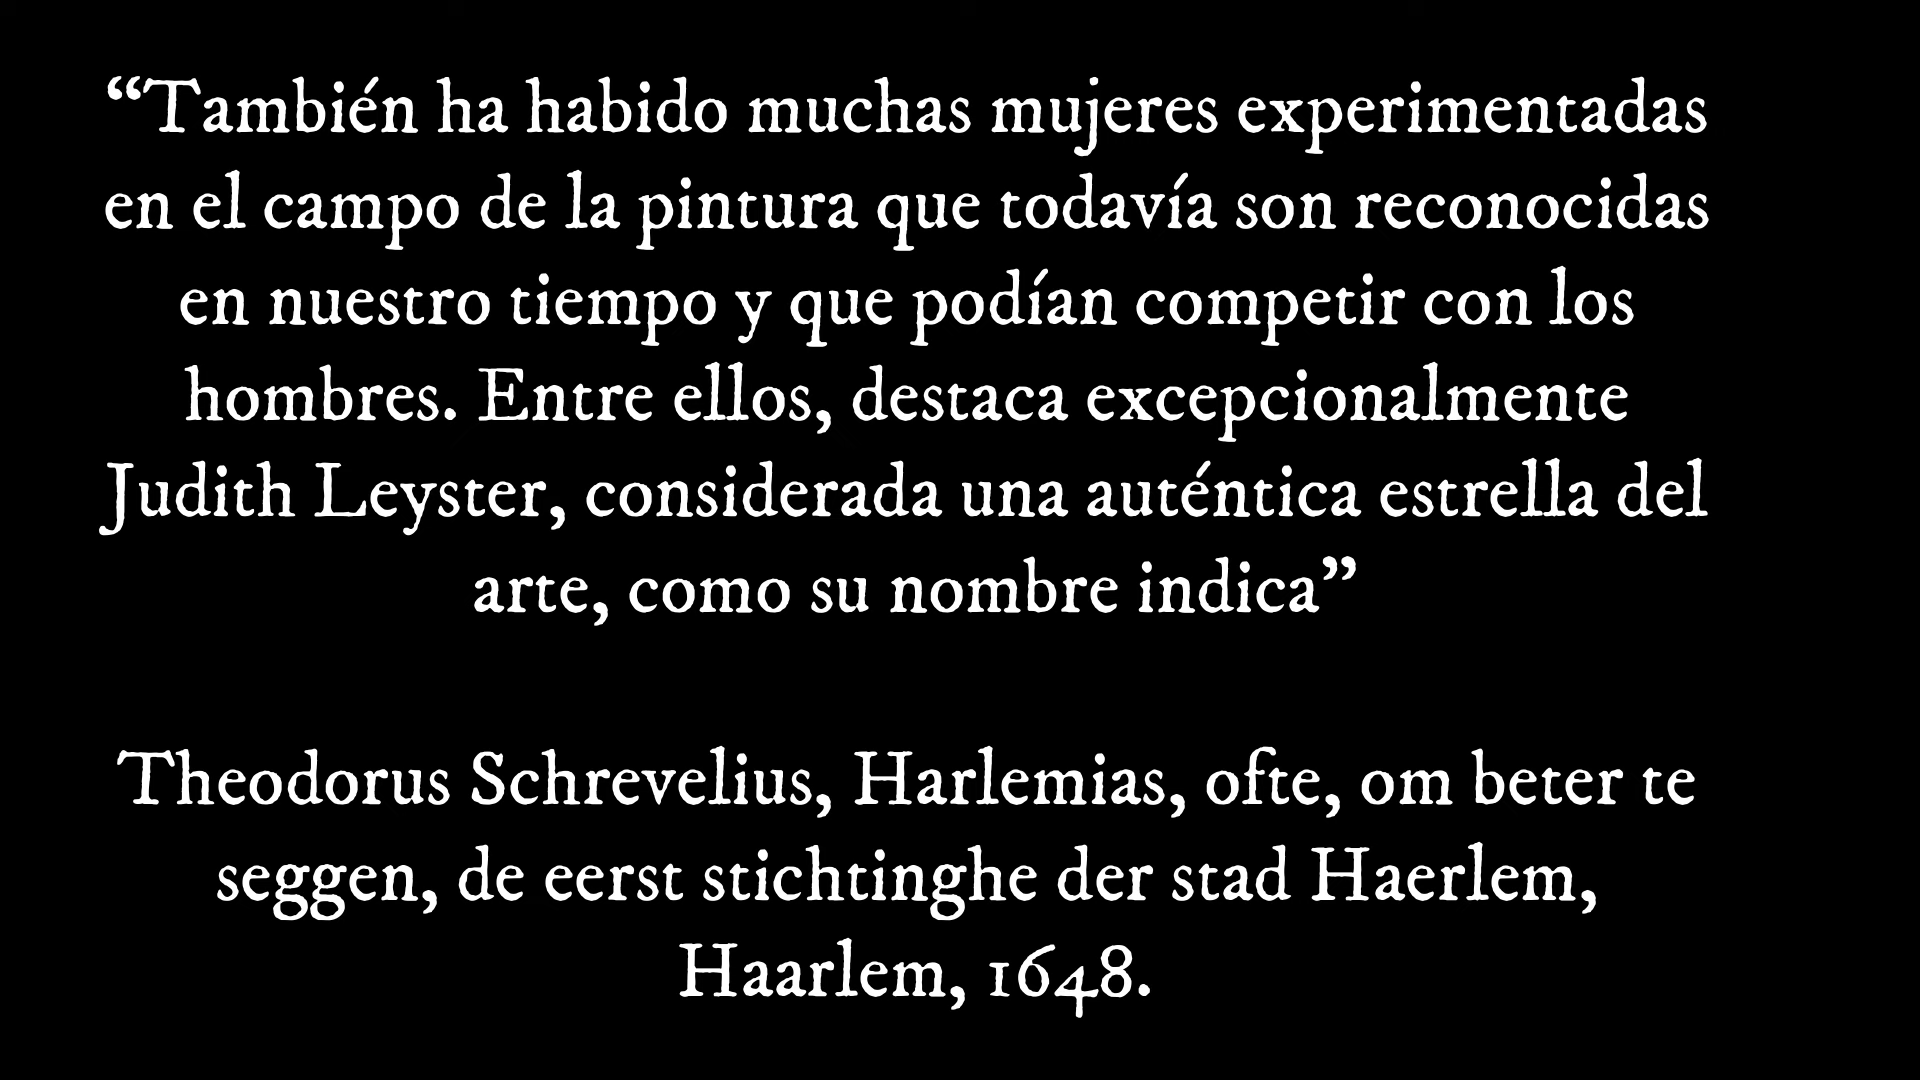 “También ha habido muchas mujeres experimentadas
en el campo de la pintura que todavía son reconocidas
en nuestro tiempo y que podían competir con los
hombres. Entre ellos, destaca excepcionalmente
Judith Leyster, considerada una auténtica estrella del
arte, como su nombre indica”
Theodorus Schrevelius, Harlemias, ofte, om beter te
seggen, de eerst stichtinghe der stad Haerlem,
Haarlem, 1648.